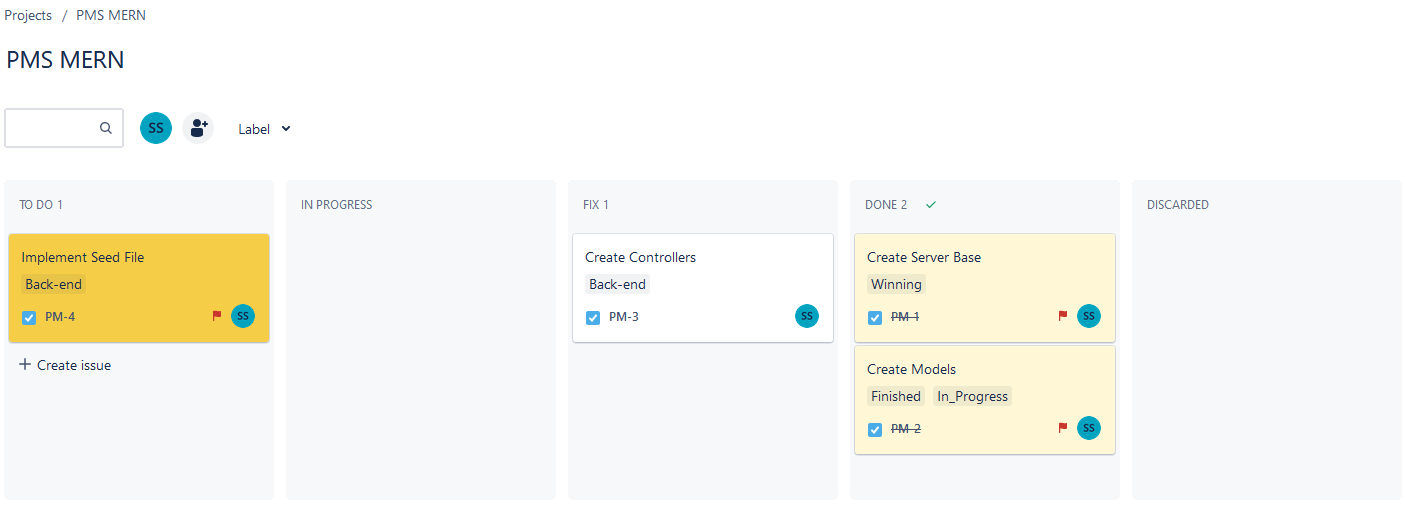 Projects / PMS MERN
PMS MERN
SS
Label
TO DO 1
Implement Seed File
Back-end
PM-4
SS
+ Create issue
IN PROGRESS
FIX 1
Create Controllers
Back-end
PM-3
SS
DONE 2
Create Server Base
Winning
PM-1
SS
Create Models
Finished In_Progress
PM-2
SS
DISCARDED